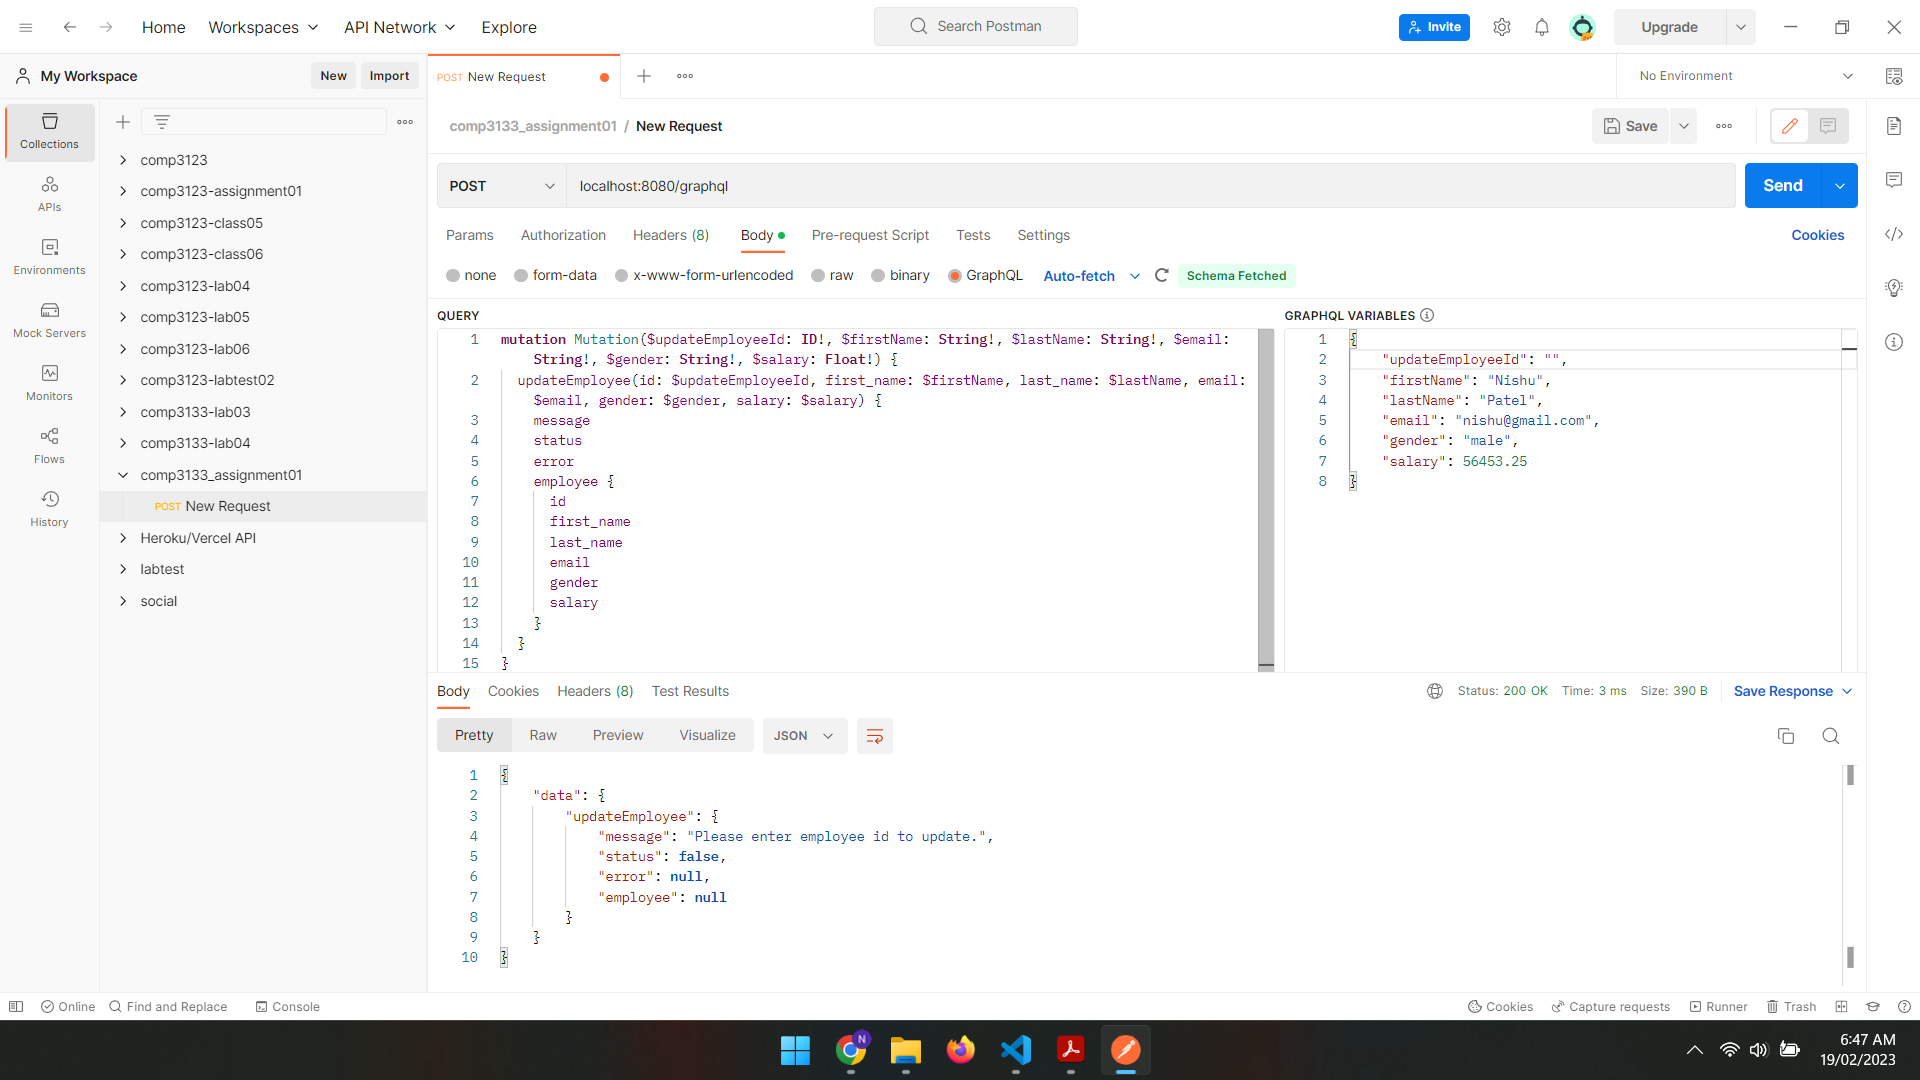 Home
Workspaces
API Network
Explore
Search Postman
Invite
Upgrade
My Workspace
New
Import
POST New Request
No Environment
Collections
APIs
Environments
Mock Servers
Monitors
Flows
History
comp3123
comp3123-assignment01
comp3123-class05
comp3123-class06
comp3123-lab04
comp3123-lab05
comp3123-lab06
comp3123-labtest02
comp3133-lab03
comp3133-lab04
comp3133_assignment01
POST New Request
Heroku/Vercel API
labtest
social
comp3133_assignment01 / New Request
Save
POST
localhost:8080/graphql
Send
Params
Authorization
Headers (8)
Body
Pre-request Script
Tests
Settings
Cookies
none
form-data
x-www-form-urlencoded
raw
binary
GraphQL
Auto-fetch
Schema Fetched
QUERY
1 mutation Mutation($updateEmployeeId: ID!, $firstName: String!, $lastName: String!, $email:
String!, $gender: String!, $salary: Float!) {
2 updateEmployee(id: $updateEmployeeId, first_name: $firstName, last_name: $lastName, email:
$email, gender: $gender, salary: $salary) {
3 message
4 status
5 error
6 employee {
7 id
8 first_name
9 last_name
10 email
11 gender
12 salary
13 }
14 }
15 }
GRAPHQL VARIABLES
1 {
2 "updateEmployeeId": "",
3 "firstName": "Nishu",
4 "lastName": "Patel",
5 "email": "nishu@gmail.com",
6 "gender": "male",
7 "salary": 56453.25
8 }
Body
Cookies
Headers (8)
Test Results
Status: 200 OK
Time: 3 ms
Size: 390 B
Save Response
Pretty
Raw
Preview
Visualize
JSON
1 {
2 "data": {
3 "updateEmployee": {
4 "message": "Please enter employee id to update.",
5 "status": false,
6 "error": null,
7 "employee": null
8 }
9 }
10 }
Online
Find and Replace
Console
Cookies
Capture requests
Runner
Trash
N
6:47 AM
19/02/2023